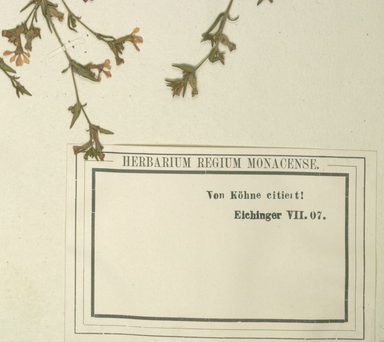 HERBARIUM REGIUM MONACENSE.
Von Köhne citiert!
Eichinger VII. 07.